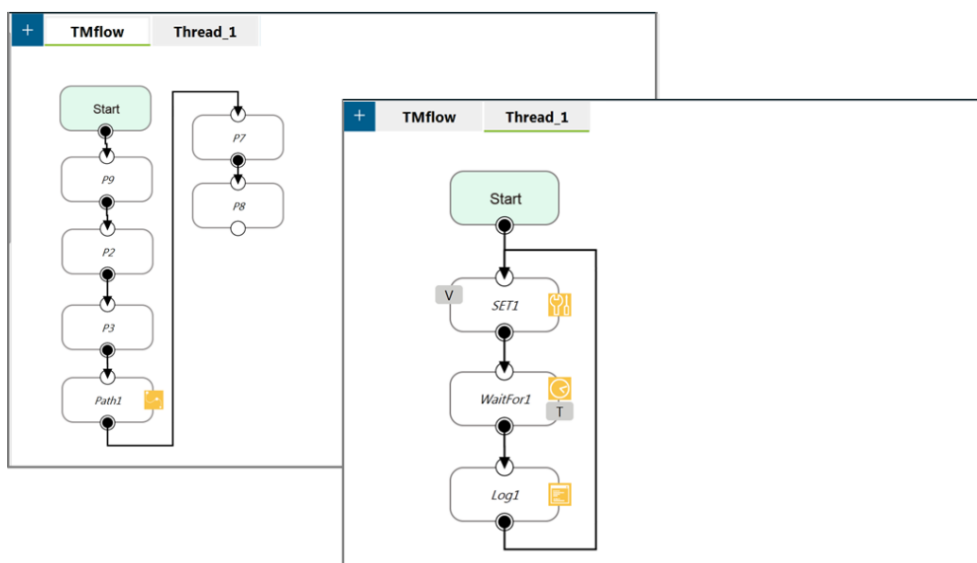 + TMflow Thread_1
Start
P9
P2
P3
Path1
P7
P8
+ TMflow Thread_1
Start
V
SET1
WaitFor1
T
Log1